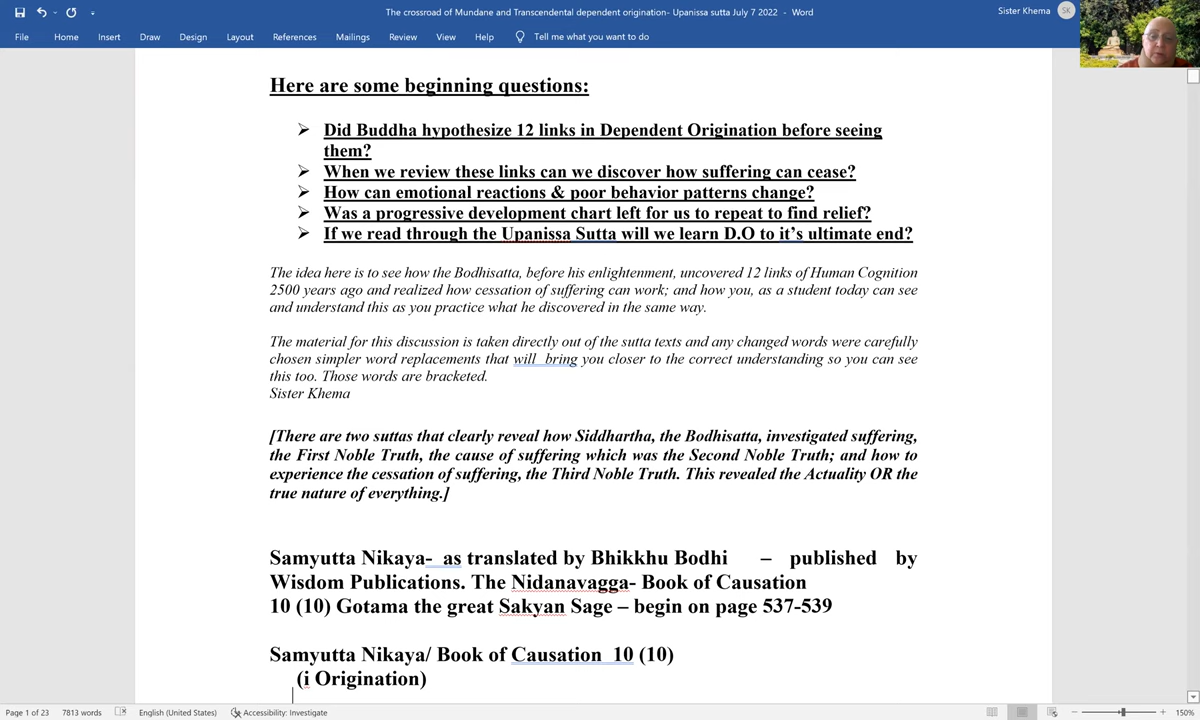 The crossroad of Mundane and Transcendental dependent origination- Upanissa sutta July 7 2022 - Word
Sister Khema
SK
File Home Insert Draw Design Layout References Mailings Review View Help Tell me what you want to do
Here are some beginning questions:
Did Buddha hypothesize 12 links in Dependent Origination before seeing
them?
When we review these links can we discover how suffering can cease?
How can emotional reactions & poor behavior patterns change?
Was a progressive development chart left for us to repeat to find relief?
If we read through the Upanissa Sutta will we learn D.O to it's ultimate end?
The idea here is to see how the Bodhisatta, before his enlightenment, uncovered 12 links of Human Cognition
2500 years ago and realized how cessation of suffering can work; and how you, as a student today can see
and understand this as you practice what he discovered in the same way.
The material for this discussion is taken directly out of the sutta texts and any changed words were carefully
chosen simpler word replacements that will bring you closer to the correct understanding so you can see
this too. Those words are bracketed.
Sister Khema
[There are two suttas that clearly reveal how Siddhartha, the Bodhisatta, investigated suffering,
the First Noble Truth, the cause of suffering which was the Second Noble Truth; and how to
experience the cessation of suffering, the Third Noble Truth. This revealed the Actuality OR the
true nature of everything.]
Samyutta Nikaya- as translated by Bhikkhu Bodhi – published by
Wisdom Publications. The Nidanavagga- Book of Causation
10 (10) Gotama the great Sakyan Sage – begin on page 537-539
Samyutta Nikaya/ Book of Causation 10 (10)
(i Origination)
Page 1 of 23 7813 words English (United States) Accessibility: Investigate 150%